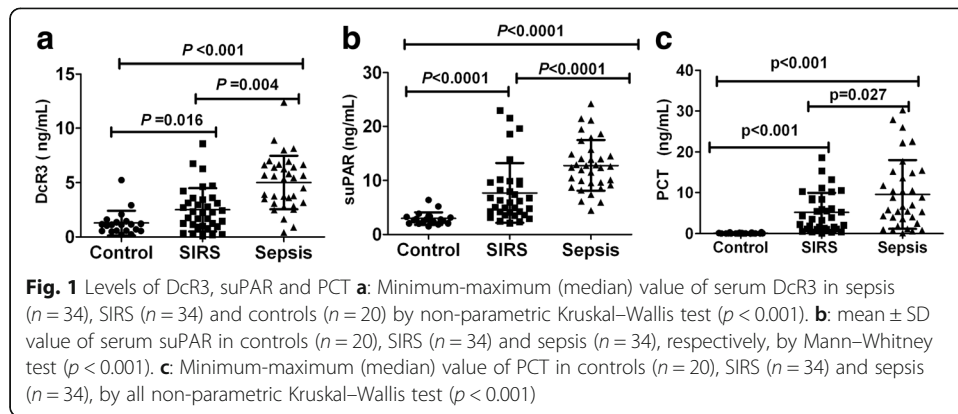 a
P <0.001
P =0.004
P =0.016
DcR3 ( ng/mL)
15
10
5
0
Control SIRS Sepsis
b
P<0.0001
P<0.0001 P<0.0001
suPAR (ng/mL)
30
20
10
0
Control SIRS Sepsis
c
p<0.001
p=0.027
p<0.001
PCT (ng/mL)
40
30
20
10
0
Control SIRS Sepsis
Fig. 1 Levels of DcR3, suPAR and PCT a: Minimum-maximum (median) value of serum DcR3 in sepsis
(n = 34), SIRS (n = 34) and controls (n = 20) by non-parametric Kruskal–Wallis test (p < 0.001). b: mean ± SD
value of serum suPAR in controls (n = 20), SIRS (n = 34) and sepsis (n = 34), respectively, by Mann–Whitney
test (p < 0.001). c: Minimum-maximum (median) value of PCT in controls (n = 20), SIRS (n = 34) and sepsis
(n = 34), by all non-parametric Kruskal–Wallis test (p < 0.001)